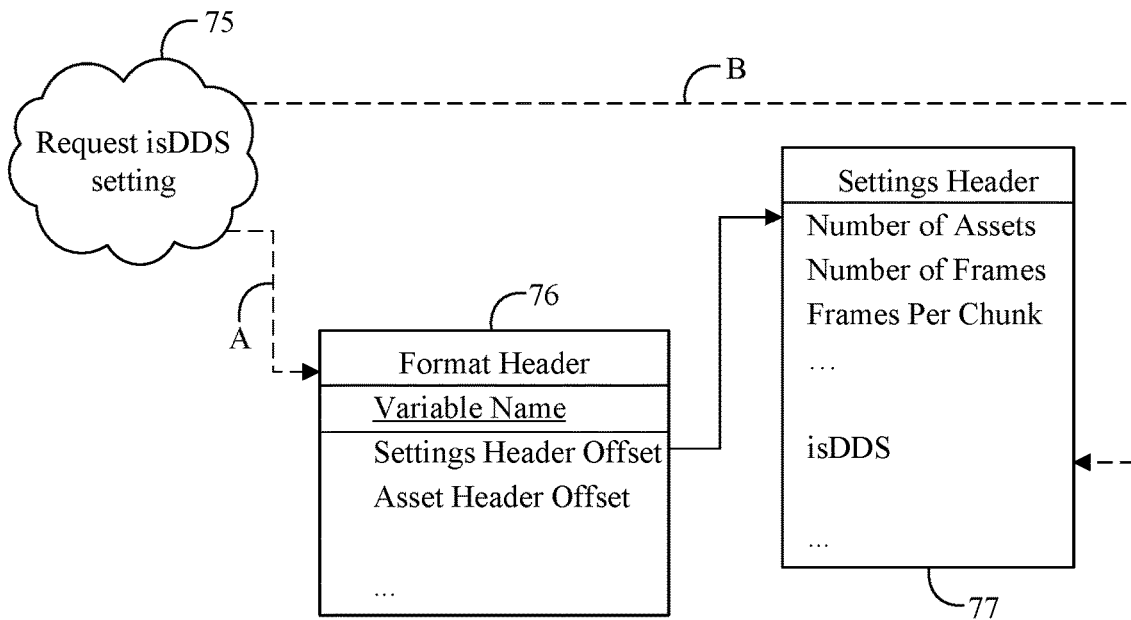 75
B
Request isDDS
setting
Settings Header
Number of Assets
Number of Frames
Frames Per Chunk
...
isDDS
...
77
A
76
Format Header
Variable Name
Settings Header Offset
Asset Header Offset
...